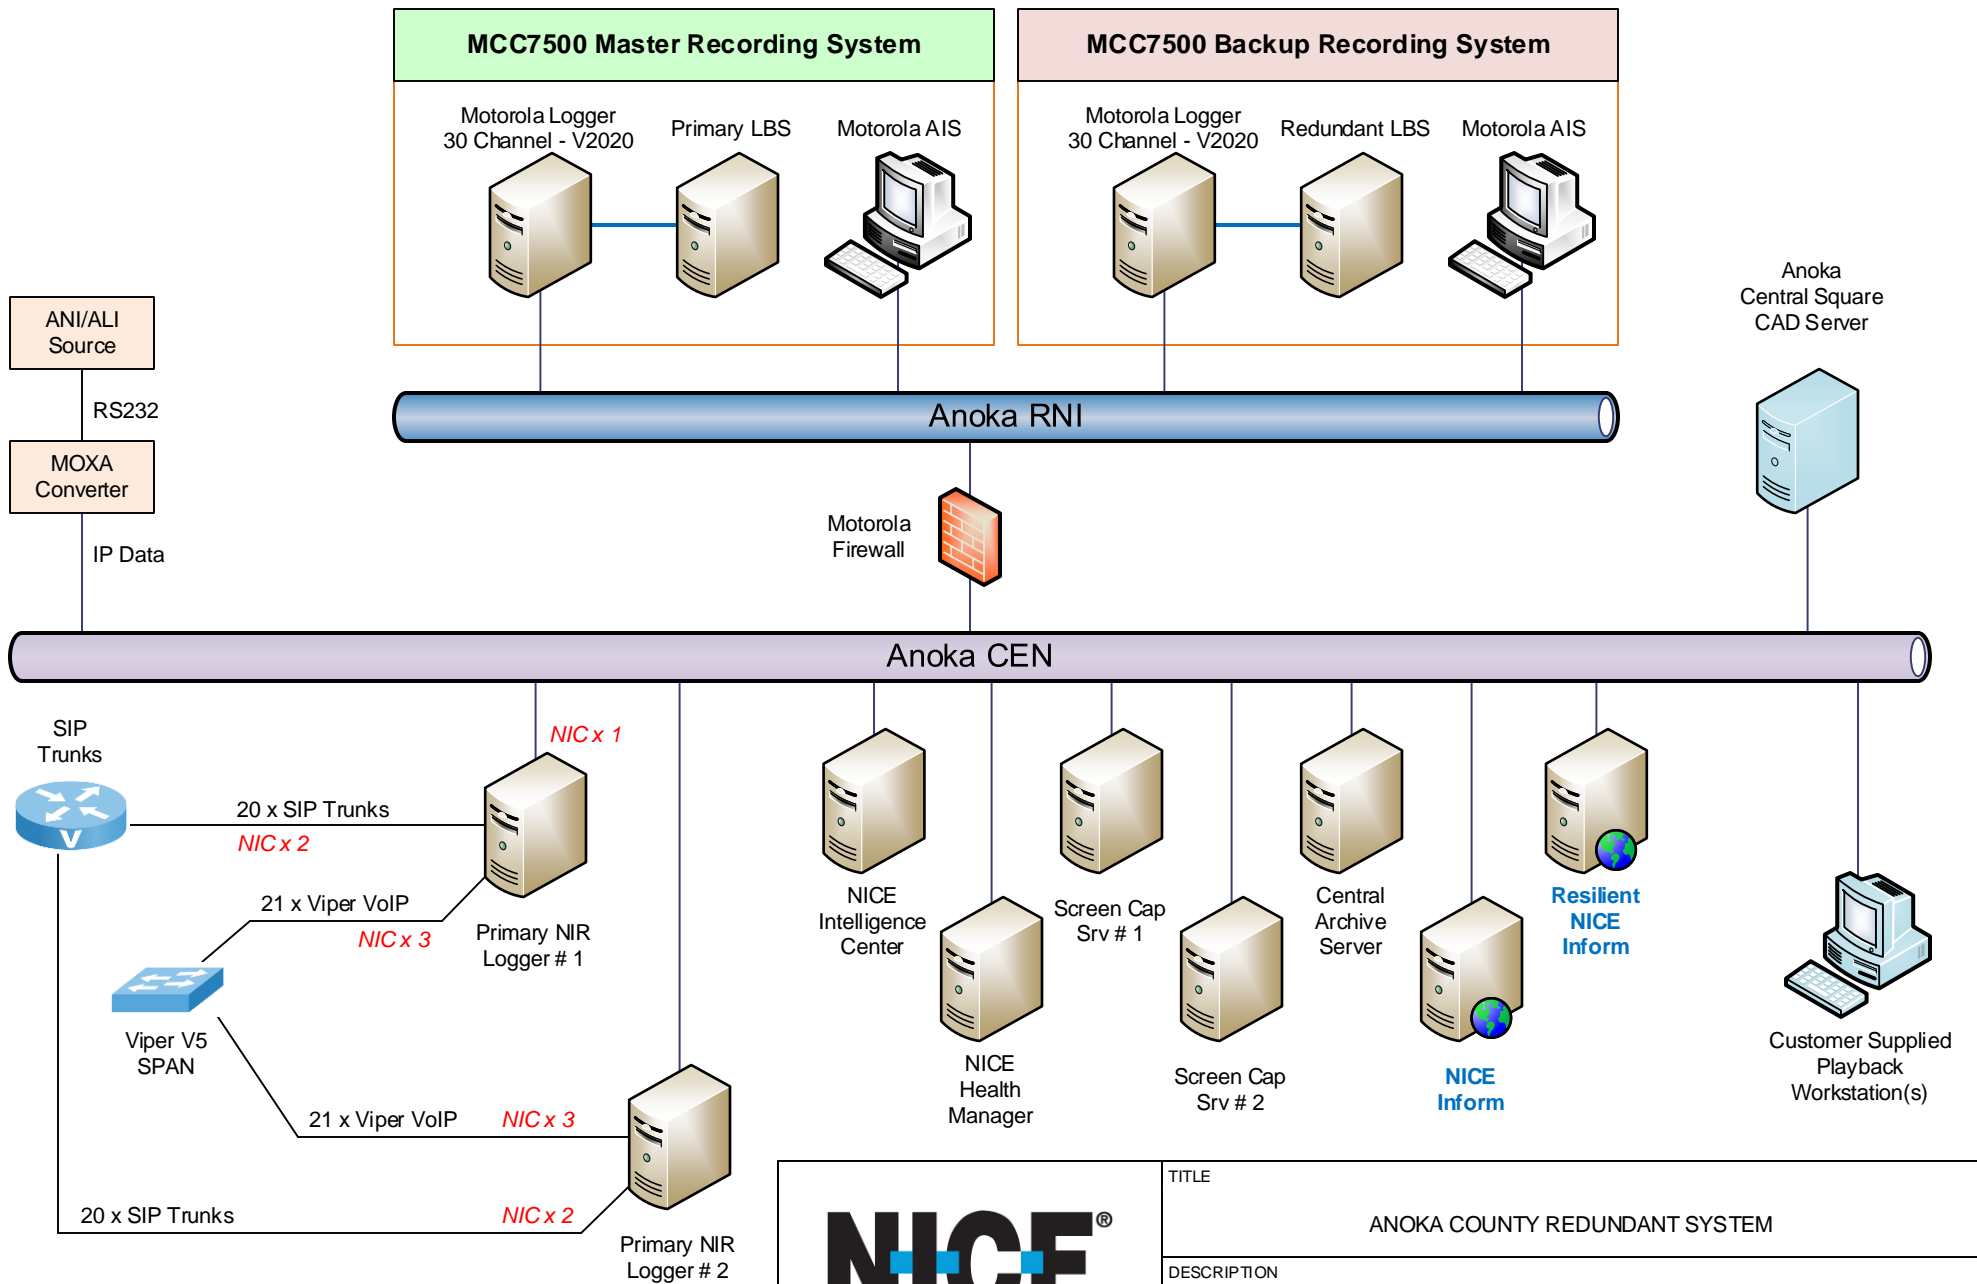 MCC7500 Master Recording System
MCC7500 Backup Recording System
Motorola Logger
30 Channel - V2020
Primary LBS
Motorola AIS
Motorola Logger
30 Channel - V2020
Redundant LBS
Motorola AIS
Anoka
Central Square
CAD Server
ANI/ALI
Source
RS232
MOXA
Converter
IP Data
Anoka RNI
Motorola
Firewall
Anoka CEN
SIP
Trunks
NIC x 1
20 x SIP Trunks
NIC x 2
21 x Viper VoIP
NIC x 3
Primary NIR
Logger # 1
Viper V5
SPAN
21 x Viper VoIP
NIC x 3
20 x SIP Trunks
NIC x 2
Primary NIR
Logger # 2
NICE
Intelligence
Center
NICE
Health
Manager
Screen Cap
Srv # 1
Screen Cap
Srv # 2
Central
Archive
Server
NICE
Inform
Resilient
NICE
Inform
Customer Supplied
Playback
Workstation(s)
V
NICE®
TITLE
ANOKA COUNTY REDUNDANT SYSTEM
DESCRIPTION